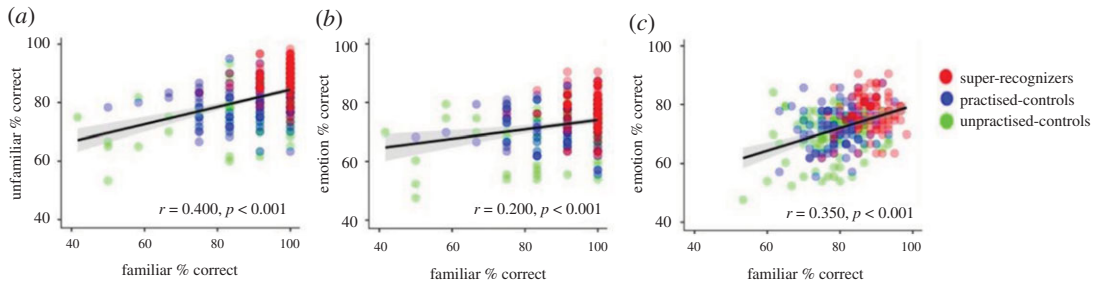 (a)
(b)
(c)
100
80
60
40
unfamiliar % correct
40
60
80
100
familiar % correct
r = 0.400, p < 0.001
100
80
60
40
emotion % correct
40
60
80
100
familiar % correct
r = 0.200, p < 0.001
100
80
60
40
emotion % correct
40
60
80
100
familiar % correct
r = 0.350, p < 0.001
super-recognizers
practised-controls
unpractised-controls